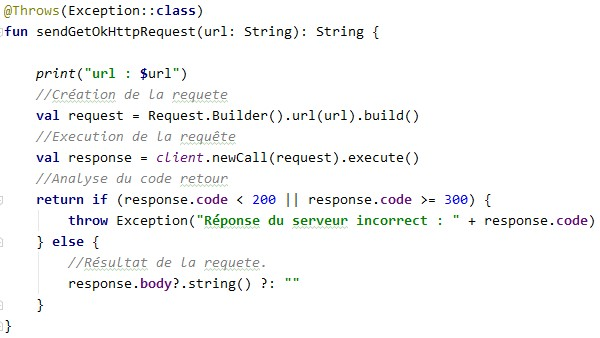 @Throws(Exception::class)
fun sendGetOkHttpRequest(url: String): String {
print("url : $url")
//Création de la requete
val request = Request.Builder().url(url).build()
//Execution de la requête
val response = client.newCall(request).execute()
//Analyse du code retour
return if (response.code < 200 || response.code >= 300) {
throw Exception("Réponse du serveur incorrect : " + response.code)
} else {
//Résultat de la requete.
response.body?.string() ?: ""
}
}